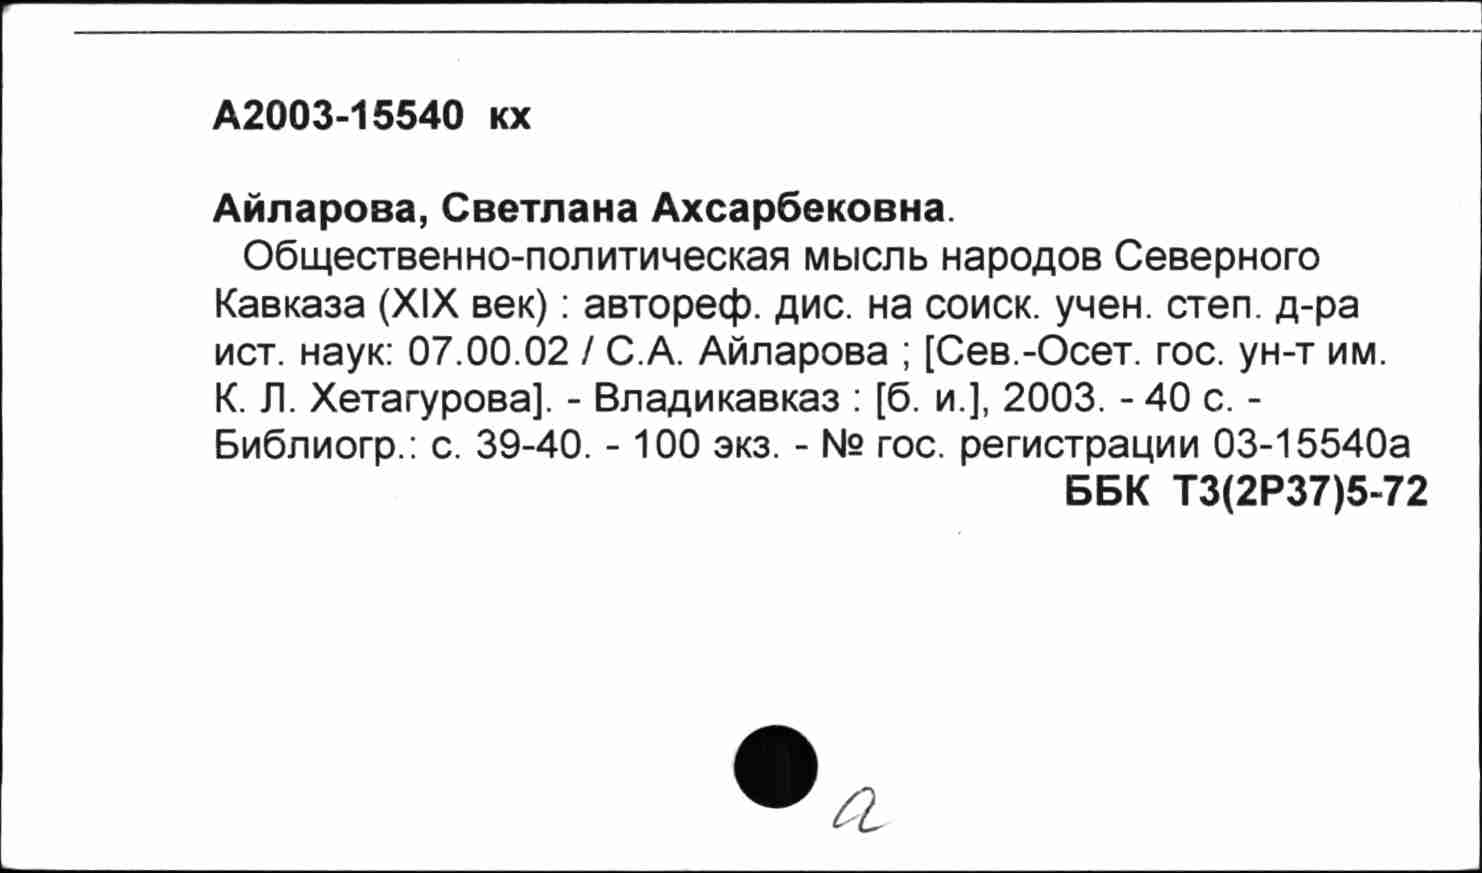 А2003-15540 кх
Айларова, Светлана Ахсарбековна.
Общественно-политическая мысль народов Северного
Кавказа (XIX век) : автореф. дис. на соиск. учен. степ. д-ра
ист. наук: 07.00.02 / С.А. Айларова ; [Сев.-Осет. гос. ун-т им.
К. Л. Хетагурова]. - Владикавказ : [б. и.], 2003. - 40 с. -
Библиогр.: с. 39-40. - 100 экз. - № гос. регистрации 03-15540а
ББК Т3(2Р37)5-72
а